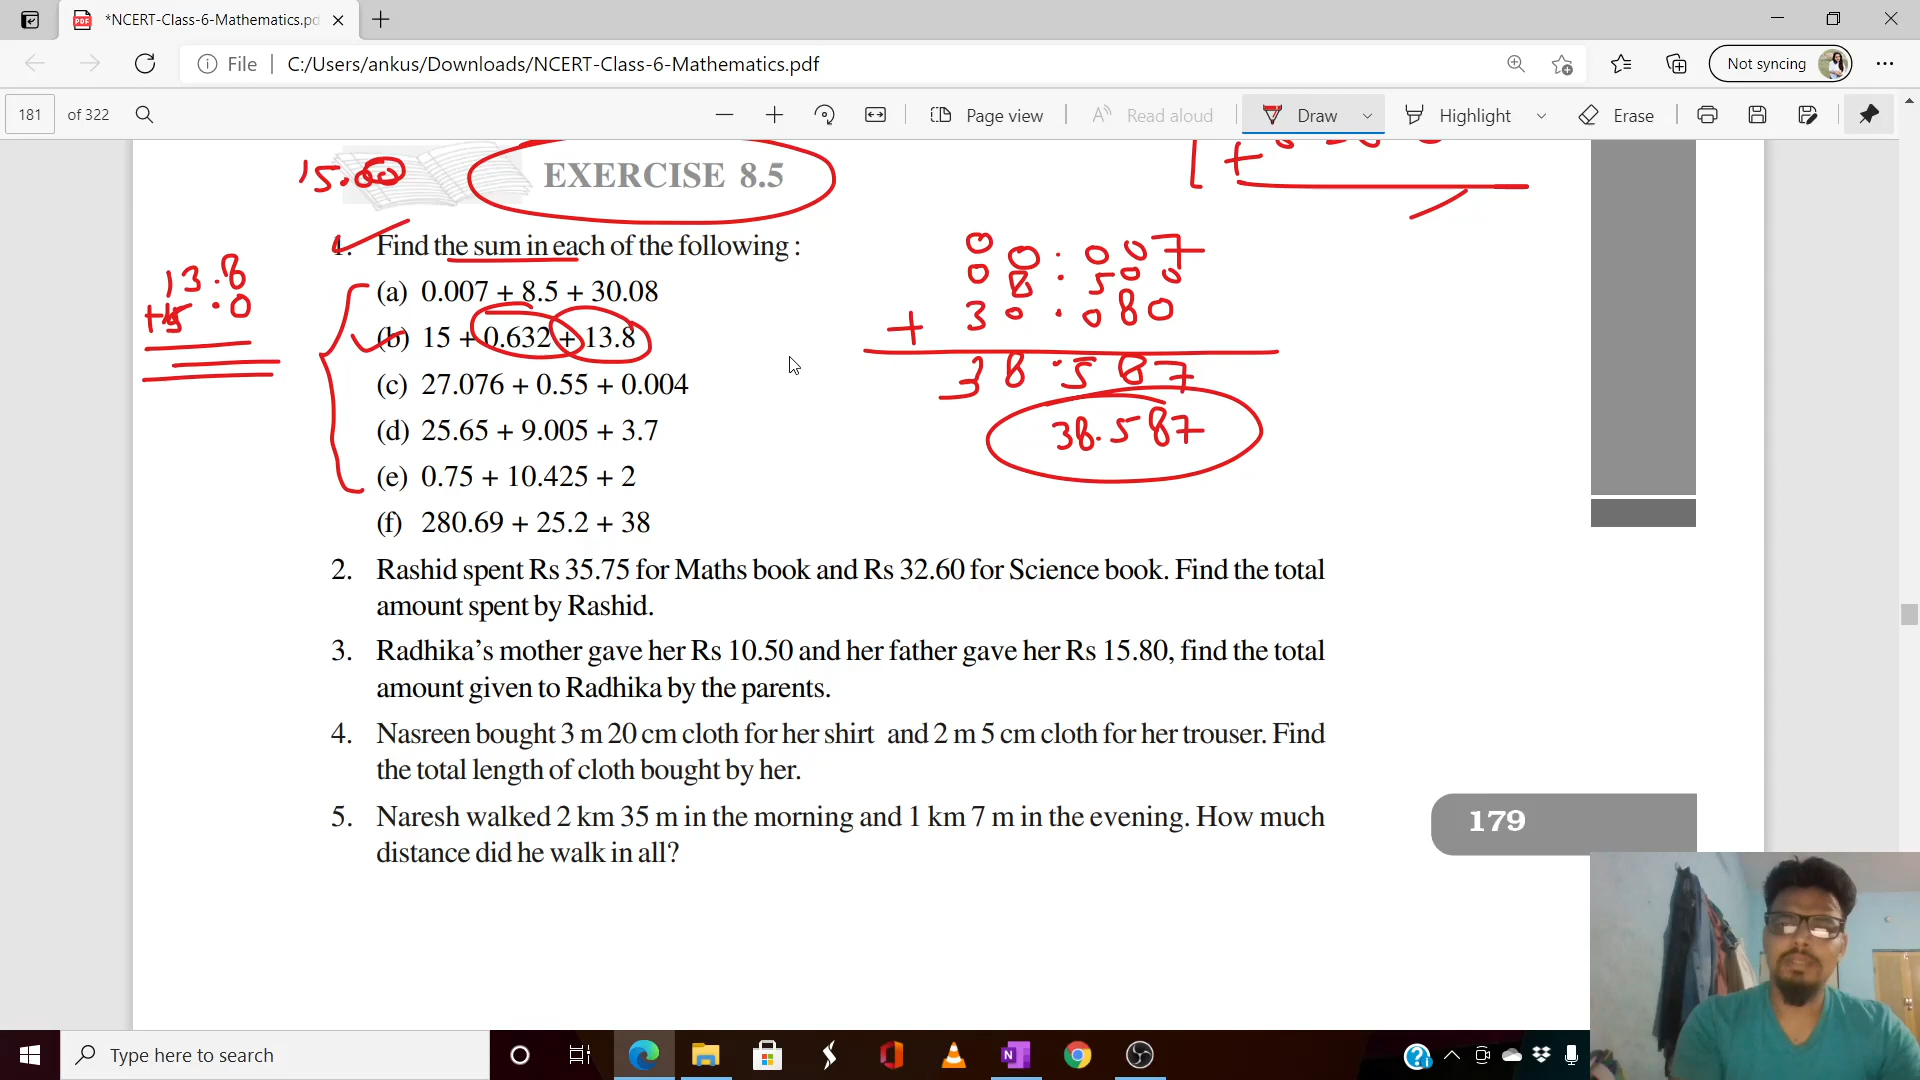 *NCERT-Class-6-Mathematics.pd
File
C:/Users/ankus/Downloads/NCERT-Class-6-Mathematics.pdf
Not syncing
181 of 322
Page view
Read aloud
Draw
Highlight
Erase
15.00
EXERCISE 8.5
1. Find the sum in each of the following :
(a) 0.007 + 8.5 + 30.08
(b) 15 + 0.632 + 13.8
(c) 27.076 + 0.55 + 0.004
(d) 25.65 + 9.005 + 3.7
(e) 0.75 + 10.425 + 2
(f) 280.69 + 25.2 + 38
13.8
+15.0
00.007
08.500
+ 30.080
38.587
38.587
2. Rashid spent Rs 35.75 for Maths book and Rs 32.60 for Science book. Find the total
amount spent by Rashid.
3. Radhika’s mother gave her Rs 10.50 and her father gave her Rs 15.80, find the total
amount given to Radhika by the parents.
4. Nasreen bought 3 m 20 cm cloth for her shirt and 2 m 5 cm cloth for her trouser. Find
the total length of cloth bought by her.
5. Naresh walked 2 km 35 m in the morning and 1 km 7 m in the evening. How much
distance did he walk in all?
179
Type here to search